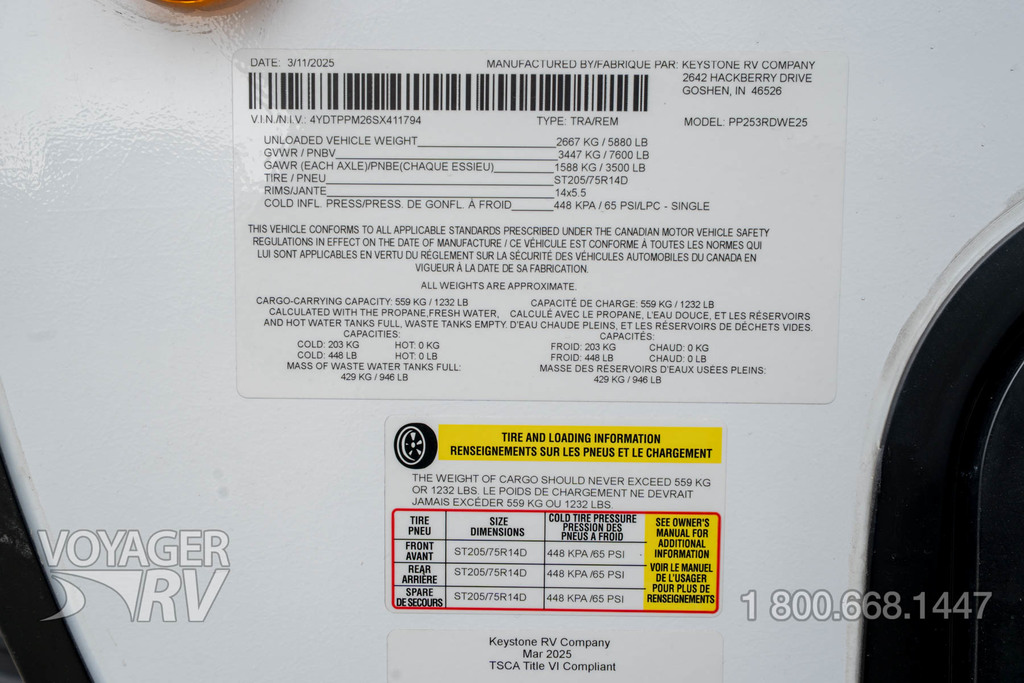 DATE: 3/11/2025 MANUFACTURED BY/FABRIQUE PAR: KEYSTONE RV COMPANY
2642 HACKBERRY DRIVE
GOSHEN, IN 46526
V.I.N./N.I.V.: 4YDTPPM26SX411794 TYPE: TRA/REM MODEL: PP253RDWE25
UNLOADED VEHICLE WEIGHT 2667 KG / 5880 LB
GVWR / PNBV 3447 KG / 7600 LB
GAWR (EACH AXLE)/PNBE(CHAQUE ESSIEU) 1588 KG / 3500 LB
TIRE / PNEU ST205/75R14D
RIMS/JANTE 14x5.5
COLD INFL. PRESS/PRESS. DE GONFL. À FROID 448 KPA / 65 PSI/LPC - SINGLE
THIS VEHICLE CONFORMS TO ALL APPLICABLE STANDARDS PRESCRIBED UNDER THE CANADIAN MOTOR VEHICLE SAFETY
REGULATIONS IN EFFECT ON THE DATE OF MANUFACTURE / CE VÉHICULE EST CONFORME À TOUTES LES NORMES QUI
LUI SONT APPLICABLES EN VERTU DU RÉGLEMENT SUR LA SÉCURITÉ DES VÉHICULES AUTOMOBILES DU CANADA EN
VIGUEUR À LA DATE DE SA FABRICATION.
ALL WEIGHTS ARE APPROXIMATE.
CARGO-CARRYING CAPACITY: 559 KG / 1232 LB
CALCULATED WITH THE PROPANE,FRESH WATER,
AND HOT WATER TANKS FULL, WASTE TANKS EMPTY.
CAPACITIES:
COLD: 203 KG HOT: 0 KG
COLD: 448 LB HOT: 0 LB
MASS OF WASTE WATER TANKS FULL:
429 KG / 946 LB
CAPACITÉ DE CHARGE: 559 KG / 1232 LB
CALCULÉ AVEC LE PROPANE, L'EAU DOUCE, ET LES RÉSERVOIRS
D'EAU CHAUDE PLEINS, ET LES RÉSERVOIRS DE DÉCHETS VIDES.
CAPACITÉS:
FROID: 203 KG CHAUD: 0 KG
FROID: 448 LB CHAUD: 0 LB
MASSE DES RESERVOIRS D'EAUX USÉES PLEINS:
429 KG / 946 LB
TIRE AND LOADING INFORMATION
RENSEIGNEMENTS SUR LES PNEUS ET LE CHARGEMENT
THE WEIGHT OF CARGO SHOULD NEVER EXCEED 559 KG
OR 1232 LBS. LE POIDS DE CHARGEMENT NE DEVRAIT
JAMAIS EXCÉDER 559 KG OU 1232 LBS.
TIRE
PNEU
SIZE
DIMENSIONS
COLD TIRE PRESSURE
PRESSION DES
PNEUS À FROID
FRONT
AVANT
ST205/75R14D 448 KPA /65 PSI
REAR
ARRIÈRE
ST205/75R14D 448 KPA /65 PSI
SPARE
DE SECOURS
ST205/75R14D 448 KPA /65 PSI
SEE OWNER'S
MANUAL FOR
ADDITIONAL
INFORMATION
VOIR LE MANUEL
DE L'USAGER
POUR PLUS DE
RENSEIGNEMENTS
VOYAGER
RV
1 800.668.1447
Keystone RV Company
Mar 2025
TSCA Title VI Compliant